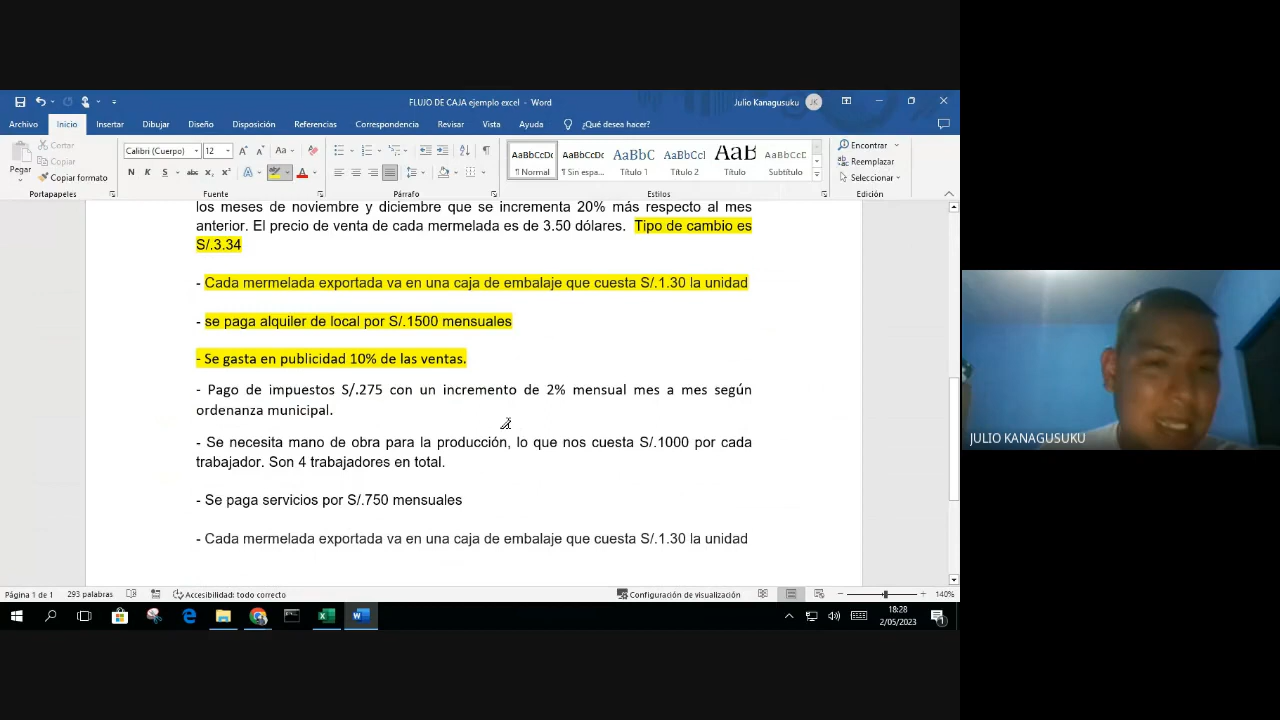 FLUJO DE CAJA ejemplo excel - Word
Julio Kanagusuku
JK
Archivo
Inicio
Insertar
Dibujar
Diseño
Disposición
Referencias
Correspondencia
Revisar
Vista
Ayuda
¿Qué desea hacer?
Pegar
Cortar
Copiar
Copiar formato
Portapapeles
Calibri (Cuerpo)
12
Fuente
Párrafo
AaBbCcDc
¶ Normal
AaBbCcDc
¶ Sin espa...
AaBbC
Título 1
AaBbCcI
Título 2
AaB
Título
AaBbCcD
Subtítulo
Estilos
Encontrar
Reemplazar
Seleccionar
Edición
los meses de noviembre y diciembre que se incrementa 20% más respecto al mes
anterior. El precio de venta de cada mermelada es de 3.50 dólares. Tipo de cambio es
S/.3.34
- Cada mermelada exportada va en una caja de embalaje que cuesta S/.1.30 la unidad
- se paga alquiler de local por S/.1500 mensuales
- Se gasta en publicidad 10% de las ventas.
- Pago de impuestos S/.275 con un incremento de 2% mensual mes a mes según
ordenanza municipal.
- Se necesita mano de obra para la producción, lo que nos cuesta S/.1000 por cada
trabajador. Son 4 trabajadores en total.
- Se paga servicios por S/.750 mensuales
- Cada mermelada exportada va en una caja de embalaje que cuesta S/.1.30 la unidad
JULIO KANAGUSUKU
Página 1 de 1
293 palabras
Accesibilidad: todo correcto
Configuración de visualización
140%
18:28
2/05/2023